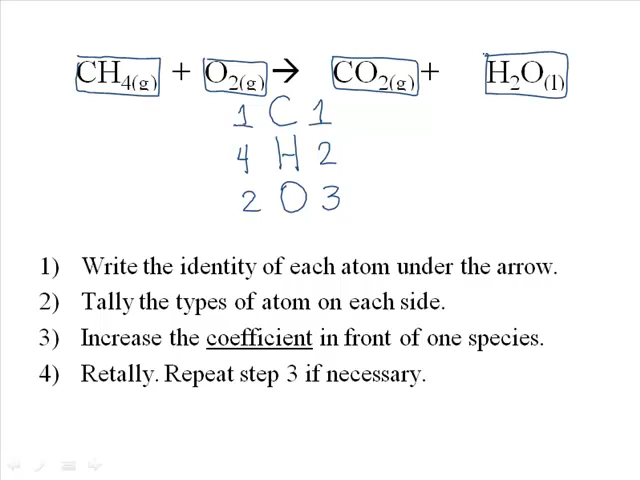 CH₄(g) + O₂(g) → CO₂(g) + H₂O(l)
1 C 1
4 H 2
2 O 3
1) Write the identity of each atom under the arrow.
2) Tally the types of atom on each side.
3) Increase the coefficient in front of one species.
4) Retally. Repeat step 3 if necessary.